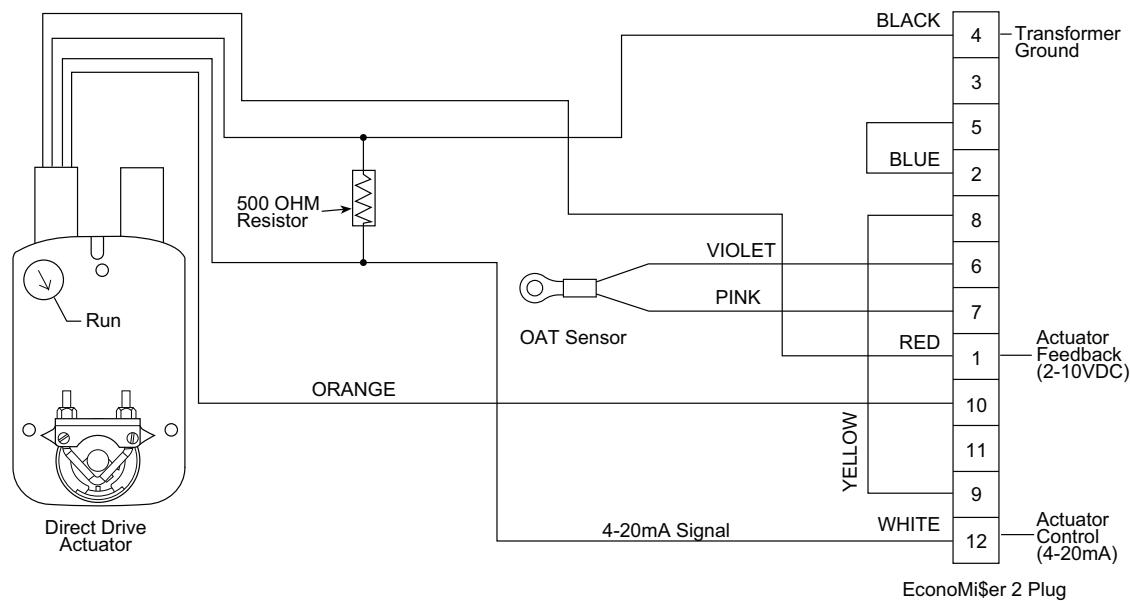 BLACK
4
Transformer
Ground
3
5
BLUE
2
500 OHM
Resistor
8
VIOLET
6
PINK
7
Run
OAT Sensor
RED
1
Actuator
Feedback
(2-10VDC)
ORANGE
10
YELLOW
11
9
Direct Drive
Actuator
4-20mA Signal
WHITE
12
Actuator
Control
(4-20mA)
EconoMi$er 2 Plug